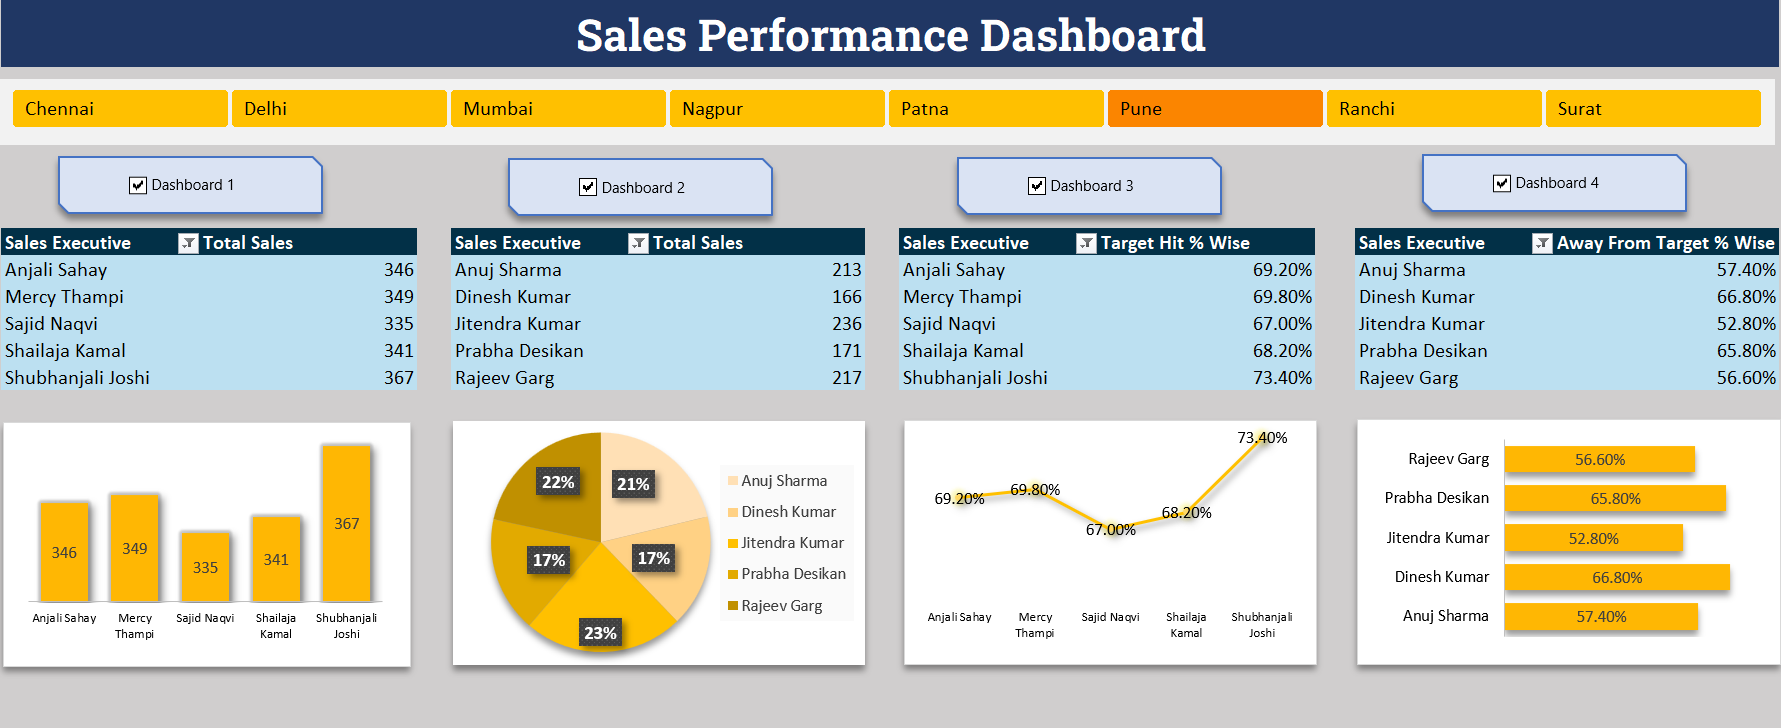 Sales Performance Dashboard
Chennai Delhi Mumbai Nagpur Patna Pune Ranchi Surat
Dashboard 1
Dashboard 2
Dashboard 3
Dashboard 4
Sales Executive Total Sales
Anjali Sahay 346
Mercy Thampi 349
Sajid Naqvi 335
Shailaja Kamal 341
Shubhanjali Joshi 367
Sales Executive Total Sales
Anuj Sharma 213
Dinesh Kumar 166
Jitendra Kumar 236
Prabha Desikan 171
Rajeev Garg 217
Sales Executive Target Hit % Wise
Anjali Sahay 69.20%
Mercy Thampi 69.80%
Sajid Naqvi 67.00%
Shailaja Kamal 68.20%
Shubhanjali Joshi 73.40%
Sales Executive Away From Target % Wise
Anuj Sharma 57.40%
Dinesh Kumar 66.80%
Jitendra Kumar 52.80%
Prabha Desikan 65.80%
Rajeev Garg 56.60%
346 349 335 341 367
Anjali Sahay Mercy Sajid Naqvi Shailaja Shubhanjali
Thampi Kamal Joshi
22% 21%
17% 17%
23%
Anuj Sharma
Dinesh Kumar
Jitendra Kumar
Prabha Desikan
Rajeev Garg
69.20% 69.80% 67.00% 68.20% 73.40%
Anjali Sahay Mercy Sajid Naqvi Shailaja Shubhanjali
Thampi Kamal Joshi
Rajeev Garg 56.60%
Prabha Desikan 65.80%
Jitendra Kumar 52.80%
Dinesh Kumar 66.80%
Anuj Sharma 57.40%